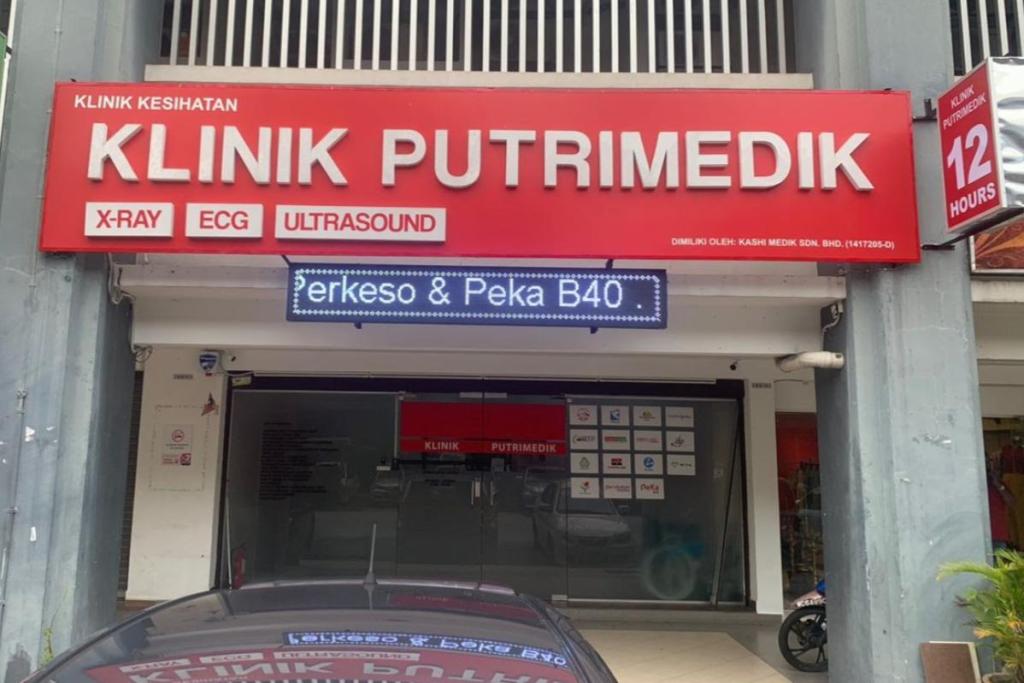 KLINIK KESIHATAN
KLINIK PUTRIMEDIK
X-RAY ECG ULTRASOUND
DIMILIKI OLEH: KASHI MEDIK SDN. BHD. (1417205-D)
KLINIK
PUTRIMEDIK
12
HOURS
Perkeso & Peka B40 .
KLINIK PUTRIMEDIK
PeKa